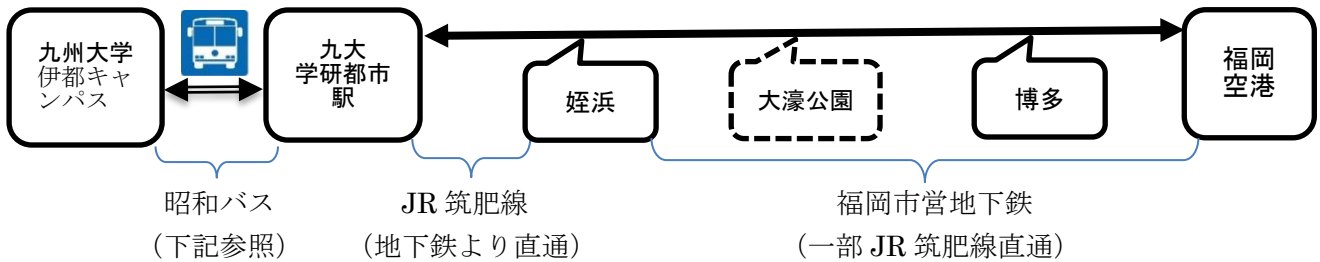 九州大学
伊都キャ
ンパス
九大
学研都市
駅
姪浜
大濠公園
博多
福岡
空港
昭和バス
（下記参照）
JR 筑肥線
（地下鉄より直通）
福岡市営地下鉄
（一部 JR 筑肥線直通）